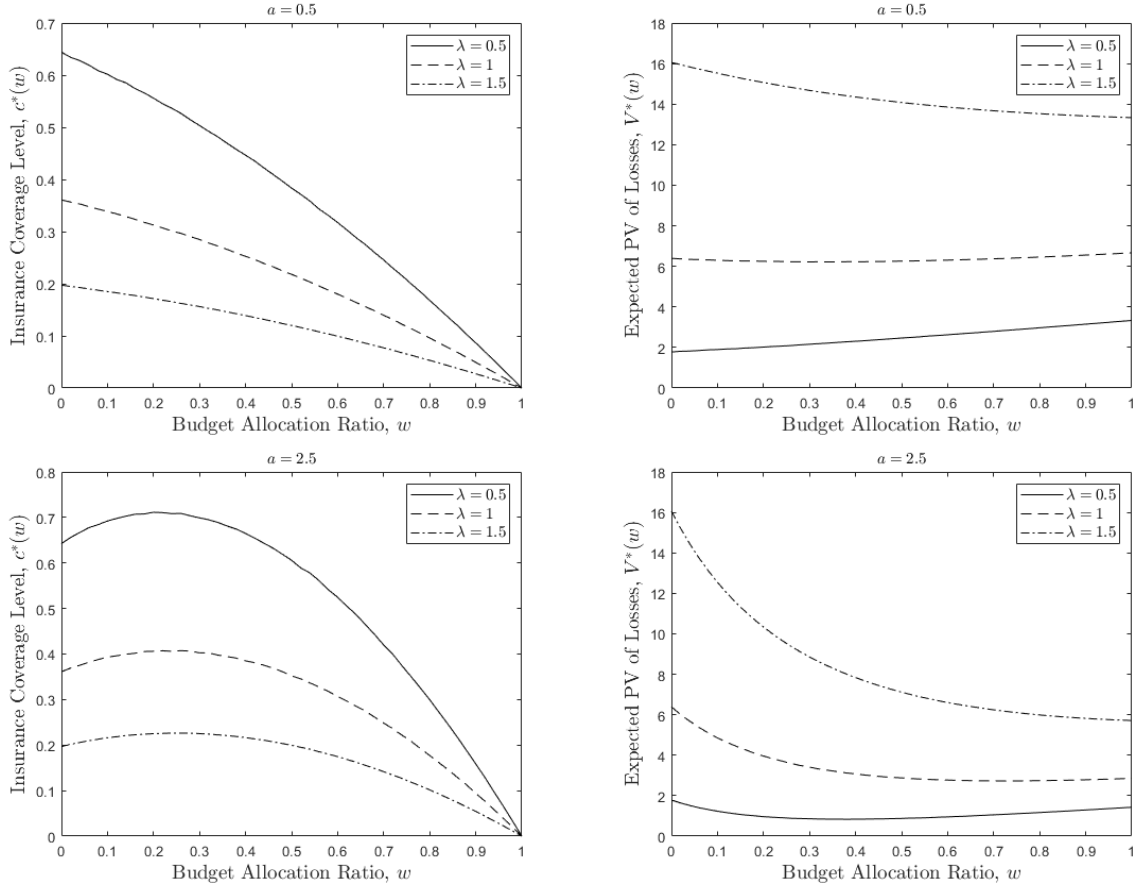 a = 0.5
Insurance Coverage Level, c*(w)
0.7
0.6
0.5
0.4
0.3
0.2
0.1
0
λ = 0.5
λ = 1
λ = 1.5
0 0.1 0.2 0.3 0.4 0.5 0.6 0.7 0.8 0.9 1
Budget Allocation Ratio, w
a = 0.5
Expected PV of Losses, V*(w)
18
16
14
12
10
8
6
4
2
0
λ = 0.5
λ = 1
λ = 1.5
0 0.1 0.2 0.3 0.4 0.5 0.6 0.7 0.8 0.9 1
Budget Allocation Ratio, w
a = 2.5
Insurance Coverage Level, c*(w)
0.8
0.7
0.6
0.5
0.4
0.3
0.2
0.1
0
λ = 0.5
λ = 1
λ = 1.5
0 0.1 0.2 0.3 0.4 0.5 0.6 0.7 0.8 0.9 1
Budget Allocation Ratio, w
a = 2.5
Expected PV of Losses, V*(w)
18
16
14
12
10
8
6
4
2
0
λ = 0.5
λ = 1
λ = 1.5
0 0.1 0.2 0.3 0.4 0.5 0.6 0.7 0.8 0.9 1
Budget Allocation Ratio, w